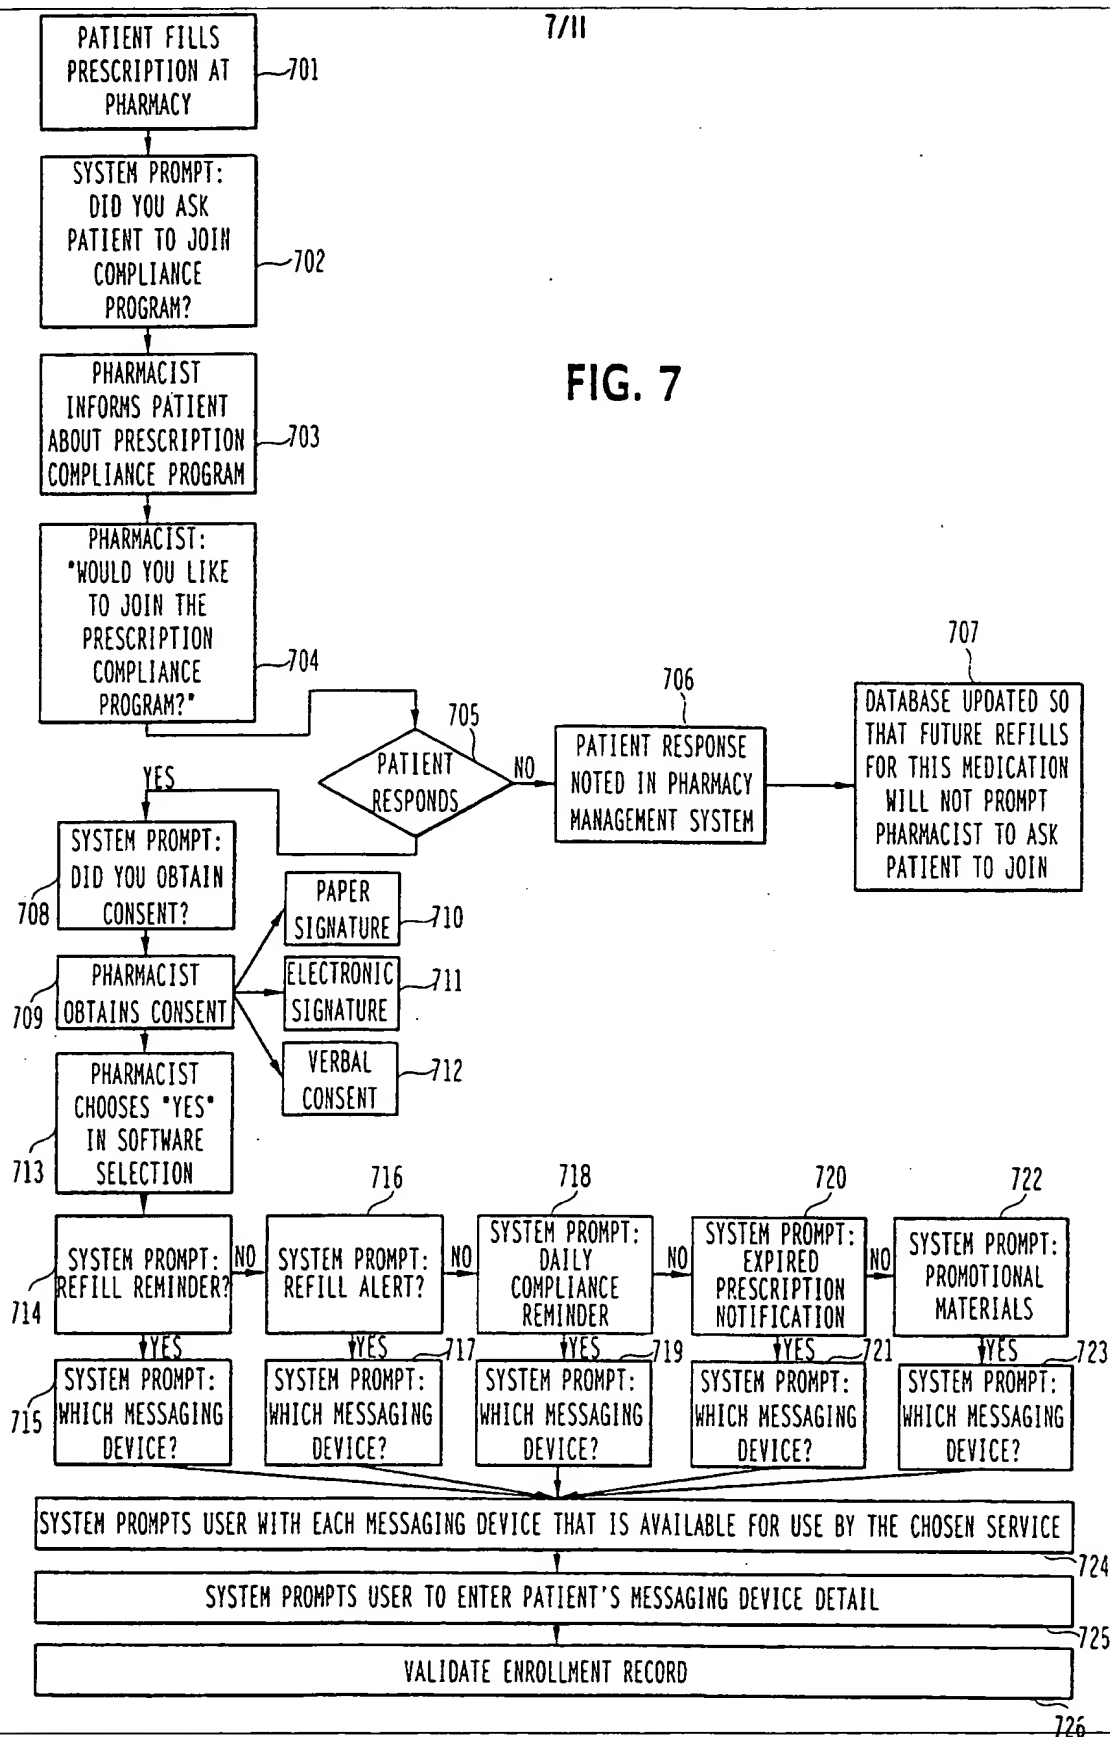 7/11
PATIENT FILLS
PRESCRIPTION AT
PHARMACY
701
SYSTEM PROMPT:
DID YOU ASK
PATIENT TO JOIN
COMPLIANCE
PROGRAM?
702
PHARMACIST
INFORMS PATIENT
ABOUT PRESCRIPTION
COMPLIANCE PROGRAM
703
FIG. 7
PHARMACIST:
"WOULD YOU LIKE
TO JOIN THE
PRESCRIPTION
COMPLIANCE
PROGRAM?"
704
705
PATIENT
RESPONDS
NO
706
PATIENT RESPONSE
NOTED IN PHARMACY
MANAGEMENT SYSTEM
707
DATABASE UPDATED SO
THAT FUTURE REFILLS
FOR THIS MEDICATION
WILL NOT PROMPT
PHARMACIST TO ASK
PATIENT TO JOIN
YES
SYSTEM PROMPT:
DID YOU OBTAIN
CONSENT?
708
PHARMACIST
OBTAINS CONSENT
709
PAPER
SIGNATURE
710
ELECTRONIC
SIGNATURE
711
VERBAL
CONSENT
712
PHARMACIST
CHOOSES "YES"
IN SOFTWARE
SELECTION
713
SYSTEM PROMPT:
REFILL REMINDER?
714
NO
716
SYSTEM PROMPT:
REFILL ALERT?
NO
718
SYSTEM PROMPT:
DAILY
COMPLIANCE
REMINDER
NO
720
SYSTEM PROMPT:
EXPIRED
PRESCRIPTION
NOTIFICATION
NO
722
SYSTEM PROMPT:
PROMOTIONAL
MATERIALS
YES
SYSTEM PROMPT:
WHICH MESSAGING
DEVICE?
715
YES
717
SYSTEM PROMPT:
WHICH MESSAGING
DEVICE?
YES
719
SYSTEM PROMPT:
WHICH MESSAGING
DEVICE?
YES
721
SYSTEM PROMPT:
WHICH MESSAGING
DEVICE?
YES
723
SYSTEM PROMPT:
WHICH MESSAGING
DEVICE?
SYSTEM PROMPTS USER WITH EACH MESSAGING DEVICE THAT IS AVAILABLE FOR USE BY THE CHOSEN SERVICE
724
SYSTEM PROMPTS USER TO ENTER PATIENT'S MESSAGING DEVICE DETAIL
725
VALIDATE ENROLLMENT RECORD
726